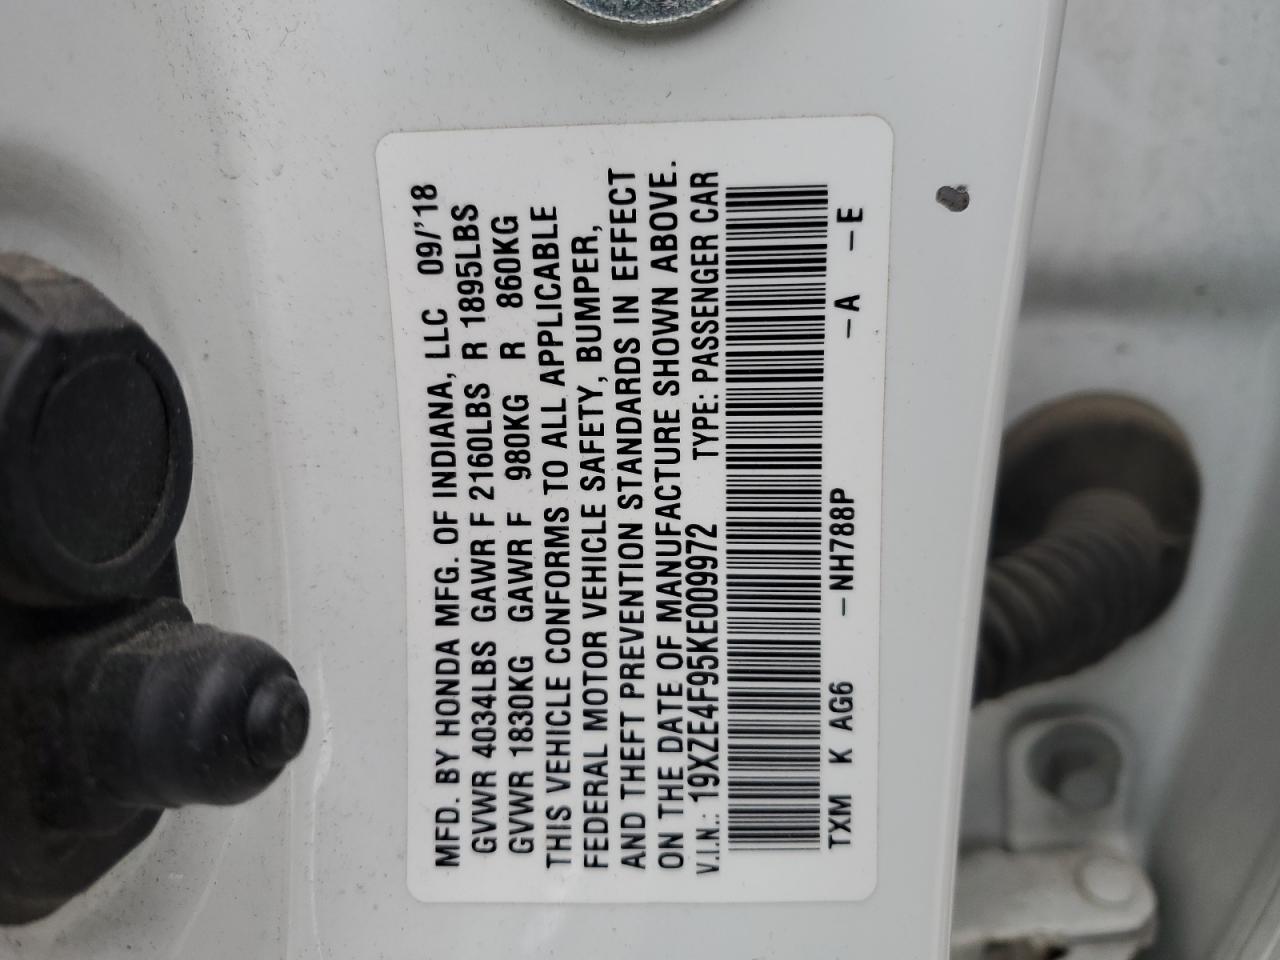 MFD. BY HONDA MFG. OF INDIANA, LLC 09/'18
GVWR 4034LBS GAWR F 2160LBS R 1895LBS
GVWR 1830KG GAWR F 980KG R 860KG
THIS VEHICLE CONFORMS TO ALL APPLICABLE
FEDERAL MOTOR VEHICLE SAFETY, BUMPER,
AND THEFT PREVENTION STANDARDS IN EFFECT
ON THE DATE OF MANUFACTURE SHOWN ABOVE.
V.I.N.: 19XZE4F95KE009972 TYPE: PASSENGER CAR
TXM K AG6 –NH788P –A –E